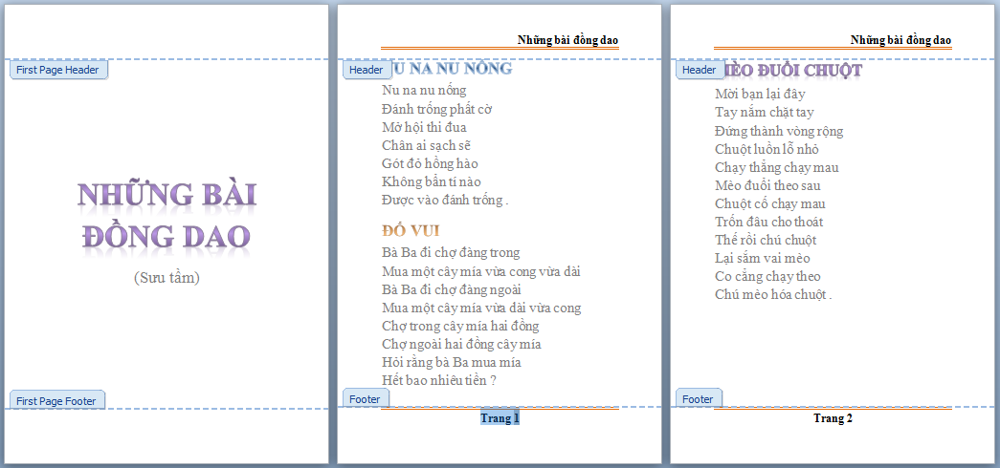 First Page Header
NHỮNG BÀI
ĐỒNG DAO
(Sưu tầm)
First Page Footer
Những bài đồng dao
Header
NU NA NU NỐNG
Nu na nu nống
Đánh trống phất cờ
Mở hội thi đua
Chân ai sạch sẽ
Gót đỏ hồng hào
Không bẩn tí nào
Được vào đánh trống .
ĐỐ VUI
Bà Ba đi chợ đàng trong
Mua một cây mía vừa cong vừa dài
Bà Ba đi chợ đàng ngoài
Mua một cây mía vừa dài vừa cong
Chợ trong cây mía hai đồng
Chợ ngoài hai đồng cây mía
Hỏi rằng bà Ba mua mía
Hết bao nhiêu tiền ?
Footer
Trang 1
Những bài đồng dao
Header
MÈO ĐUỔI CHUỘT
Mời bạn lại đây
Tay nắm chặt tay
Đứng thành vòng rộng
Chuột luồn lỗ nhỏ
Chạy thẳng chạy mau
Mèo đuổi theo sau
Chuột cố chạy mau
Trốn đâu cho thoát
Thế rồi chú chuột
Lại sắm vai mèo
Co cẳng chạy theo
Chú mèo hóa chuột .
Footer
Trang 2